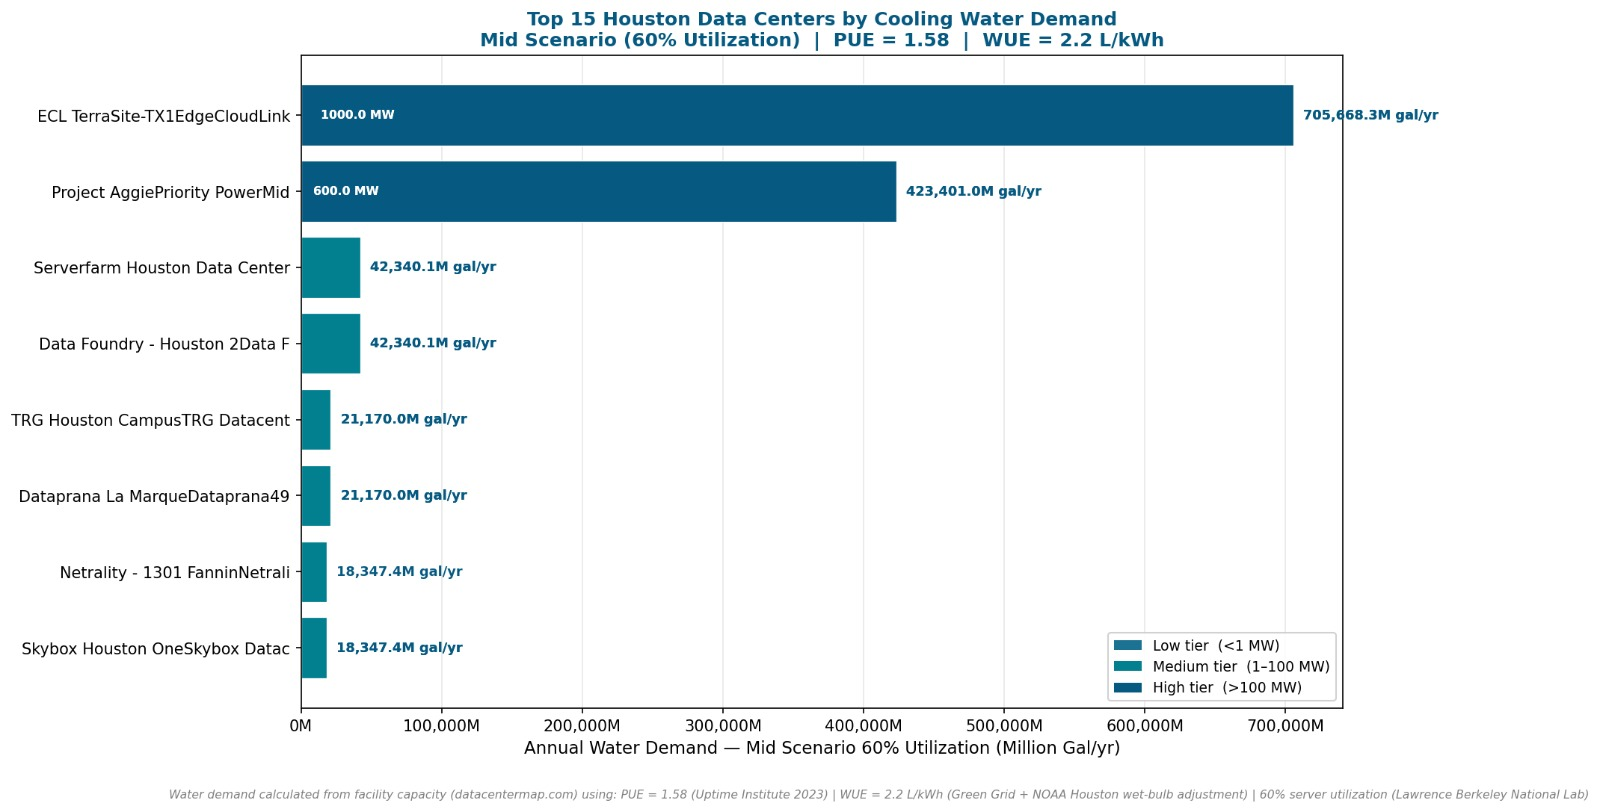 Top 15 Houston Data Centers by Cooling Water Demand
Mid Scenario (60% Utilization) | PUE = 1.58 | WUE = 2.2 L/kWh
ECL TerraSite-TX1EdgeCloudLink
1000.0 MW
705,668.3M gal/yr
Project AggiePriority PowerMid
600.0 MW
423,401.0M gal/yr
Serverfarm Houston Data Center
42,340.1M gal/yr
Data Foundry - Houston 2Data F
42,340.1M gal/yr
TRG Houston CampusTRG Datacent
21,170.0M gal/yr
Dataprana La MarqueDataprana49
21,170.0M gal/yr
Netrality - 1301 FanninNetrali
18,347.4M gal/yr
Skybox Houston OneSkybox Datac
18,347.4M gal/yr
Low tier (<1 MW)
Medium tier (1–100 MW)
High tier (>100 MW)
0M 100,000M 200,000M 300,000M 400,000M 500,000M 600,000M 700,000M
Annual Water Demand — Mid Scenario 60% Utilization (Million Gal/yr)
Water demand calculated from facility capacity (datacentermap.com) using: PUE = 1.58 (Uptime Institute 2023) | WUE = 2.2 L/kWh (Green Grid + NOAA Houston wet-bulb adjustment) | 60% server utilization (Lawrence Berkeley National Lab)